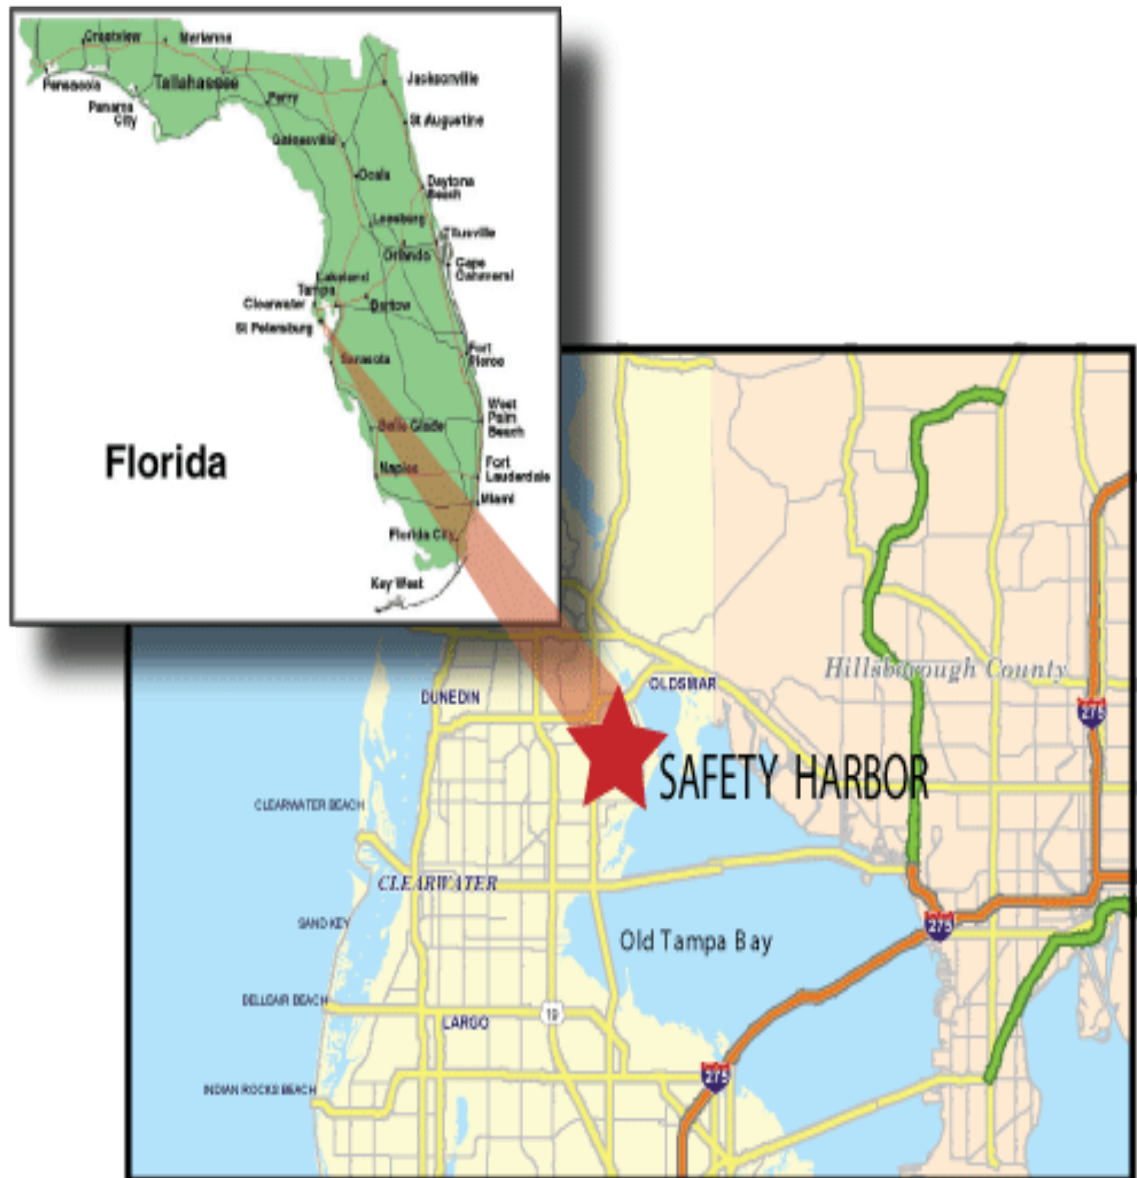 Crestview
Marianna
Pensacola
Tallahassee
Panama
City
Perry
Jacksonville
St Augustine
Gainesville
Ocala
Daytona
Beach
Leesburg
Titusville
Orlando
Cape
Canaveral
Lakeland
Tampa
Clearwater
Bartow
St Petersburg
Sarasota
Fort
Pierce
West
Palm
Beach
Belle Glade
Florida
Naples
Fort
Lauderdale
Miami
Florida City
Key West
Hillsborough County
OLDSMAR
DUNEDIN
275
SAFETY HARBOR
CLEARWATER BEACH
CLEARWATER
SAND KEY
275
Old Tampa Bay
BELLEAIR BEACH
19
LARGO
275
INDIAN ROCKS BEACH